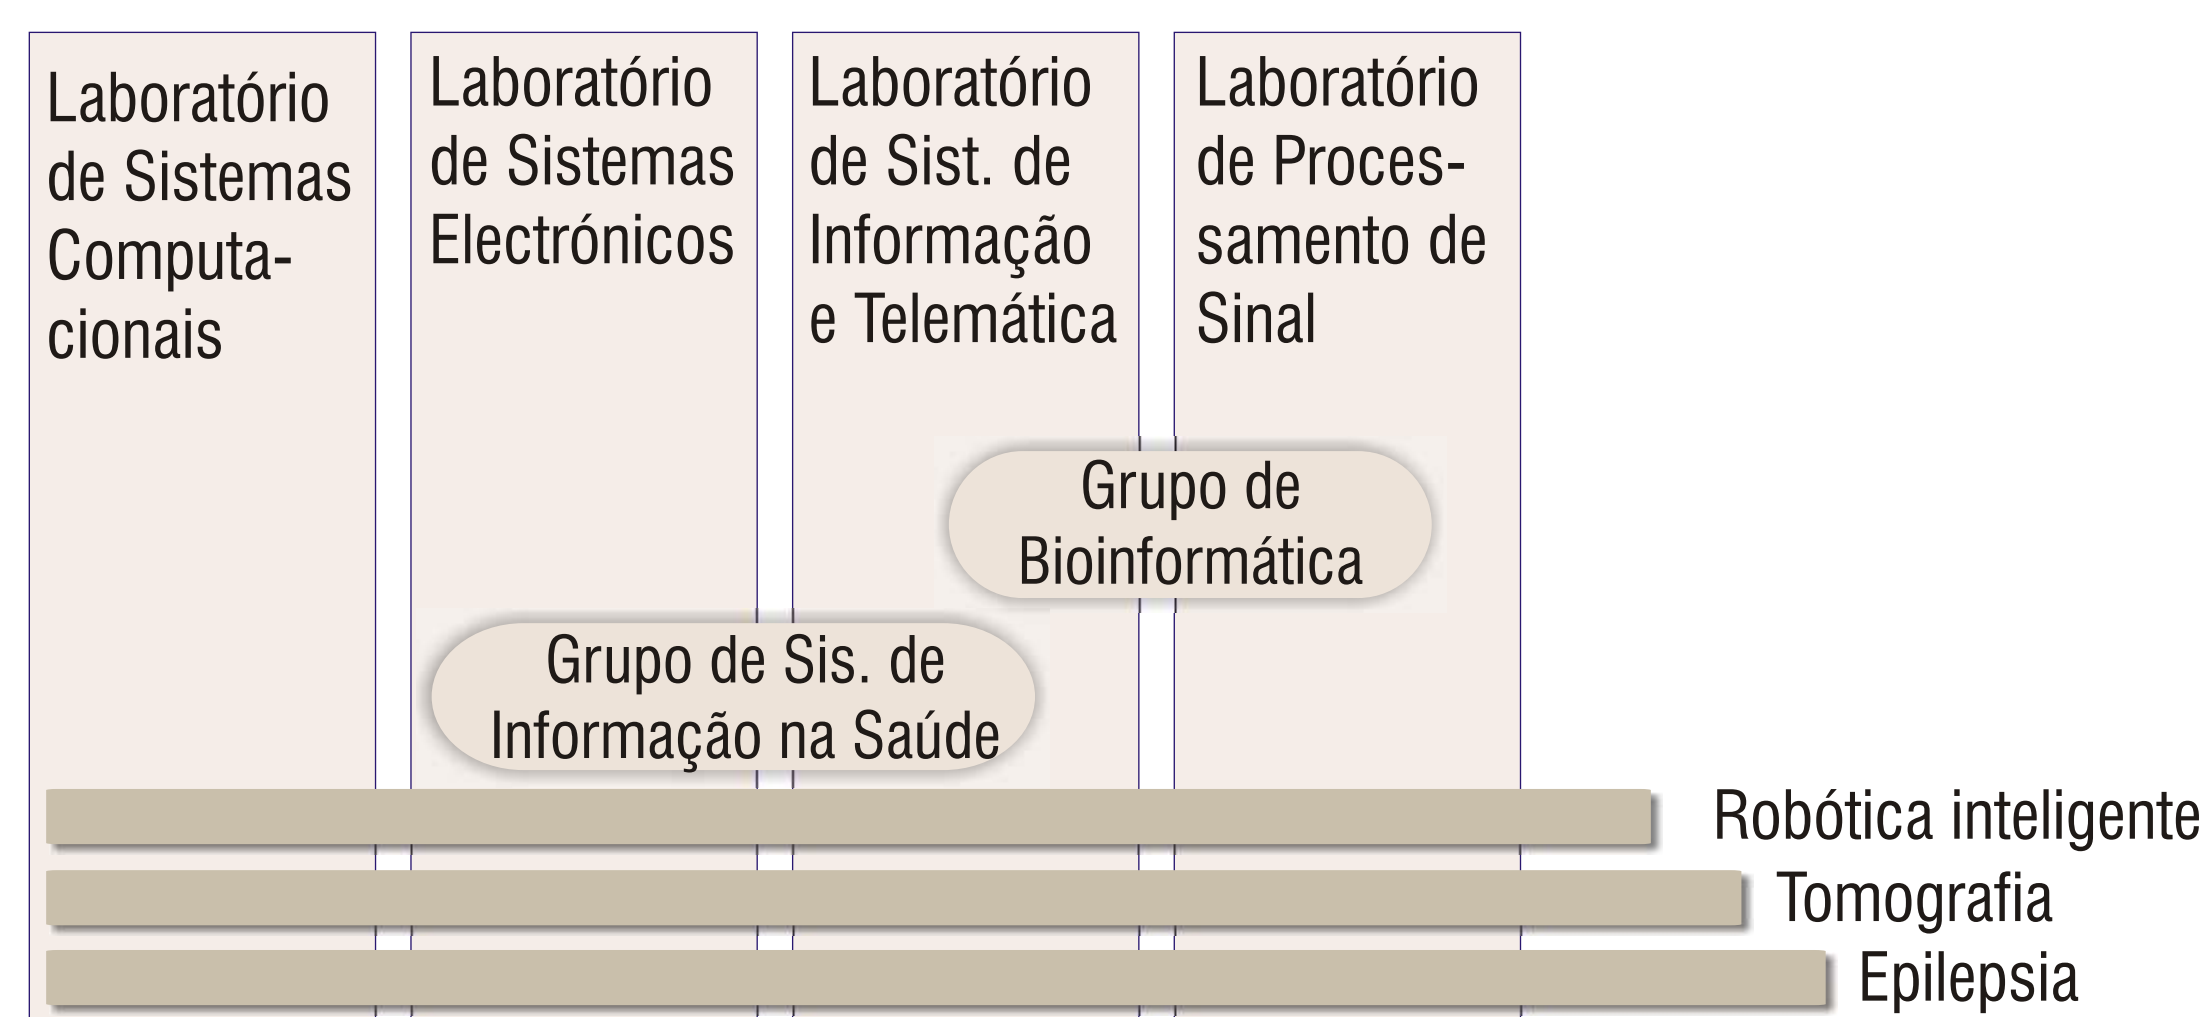 Laboratório
de Sistemas
Computa-
cionais
Laboratório
de Sistemas
Electrónicos
Laboratório
de Sist. de
Informação
e Telemática
Laboratório
de Proces-
samento de
Sinal
Grupo de
Bioinformática
Grupo de Sis. de
Informação na Saúde
Robótica inteligente
Tomografia
Epilepsia